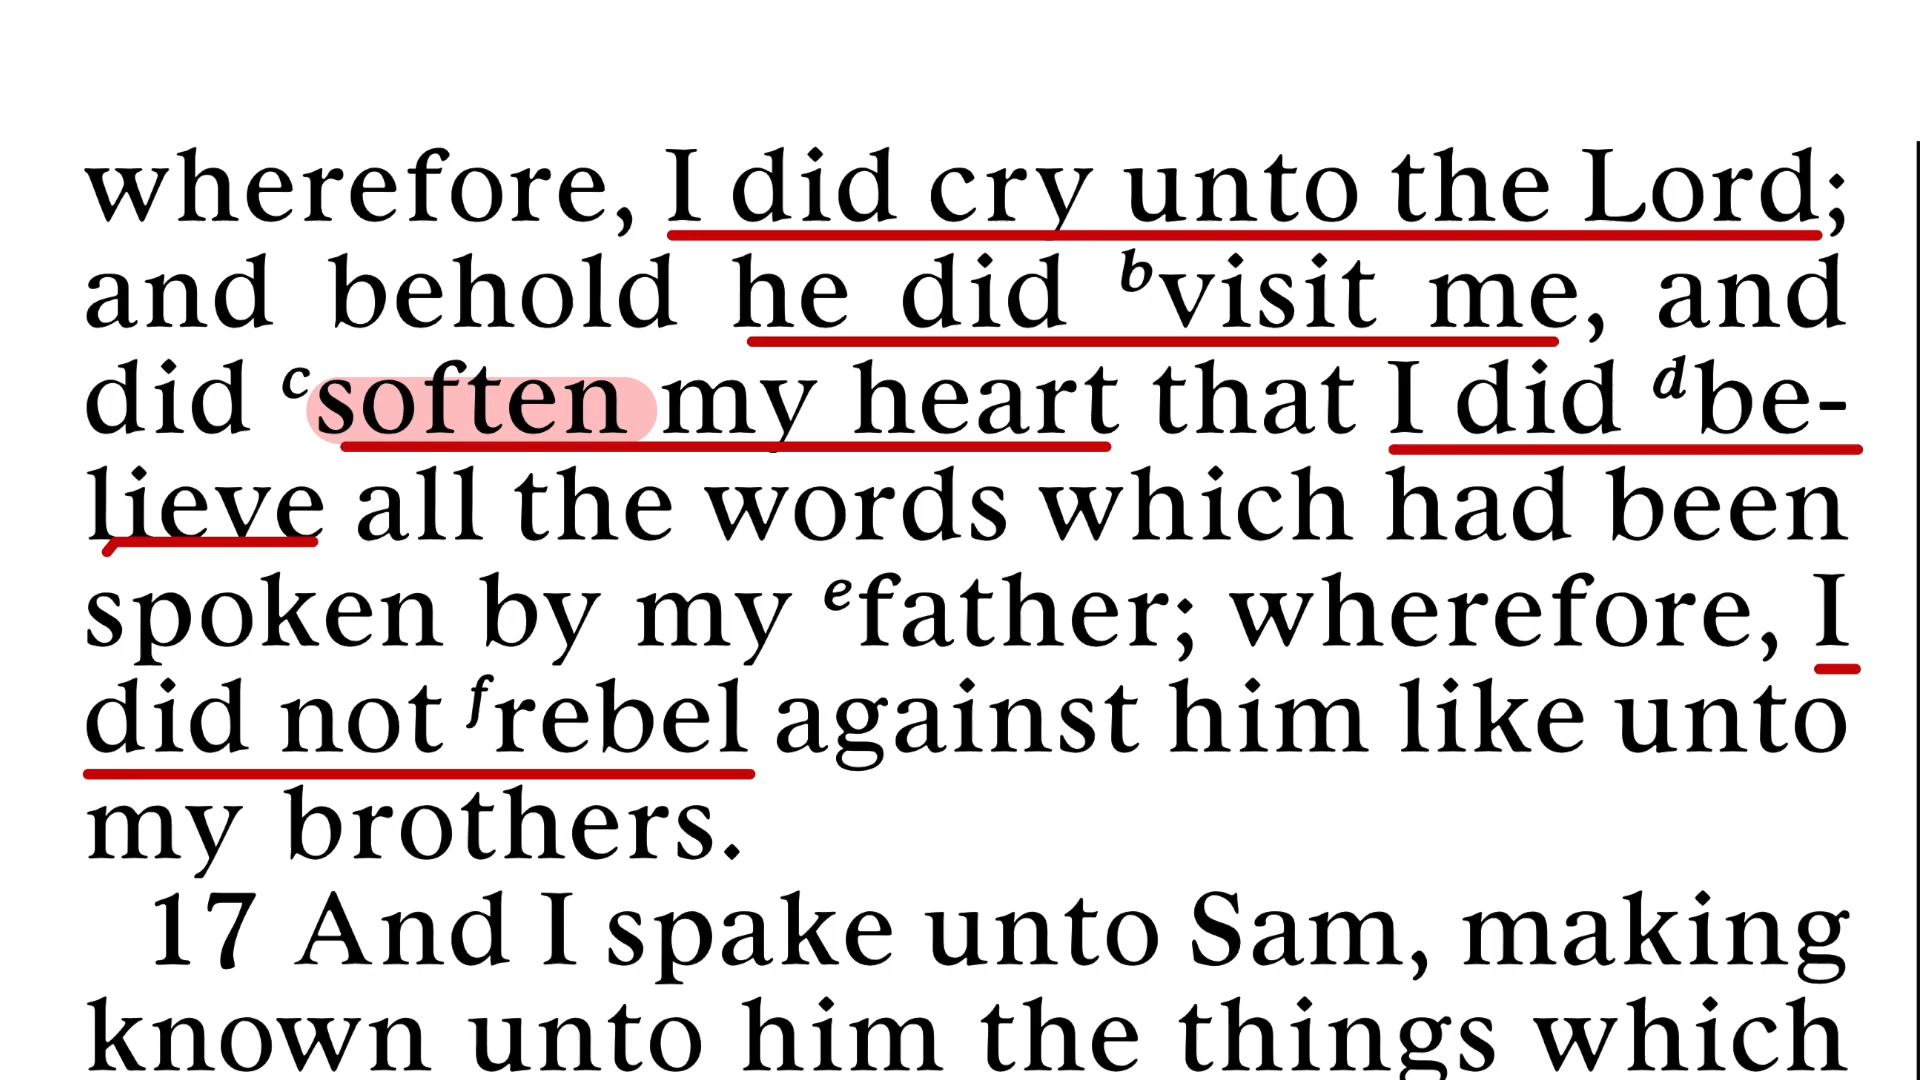 wherefore, I did cry unto the Lord;
and behold he did bvisit me, and
did csoften my heart that I did dbe-
lieve all the words which had been
spoken by my efather; wherefore, I
did not frebel against him like unto
my brothers.
17 And I spake unto Sam, making
known unto him the things which